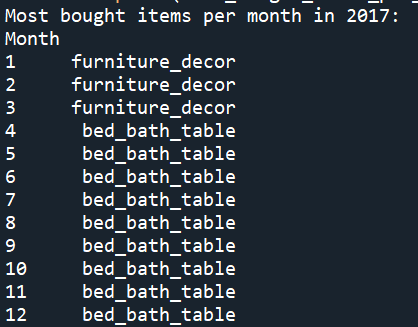 Most bought items per month in 2017:
Month
1 furniture_decor
2 furniture_decor
3 furniture_decor
4 bed_bath_table
5 bed_bath_table
6 bed_bath_table
7 bed_bath_table
8 bed_bath_table
9 bed_bath_table
10 bed_bath_table
11 bed_bath_table
12 bed_bath_table